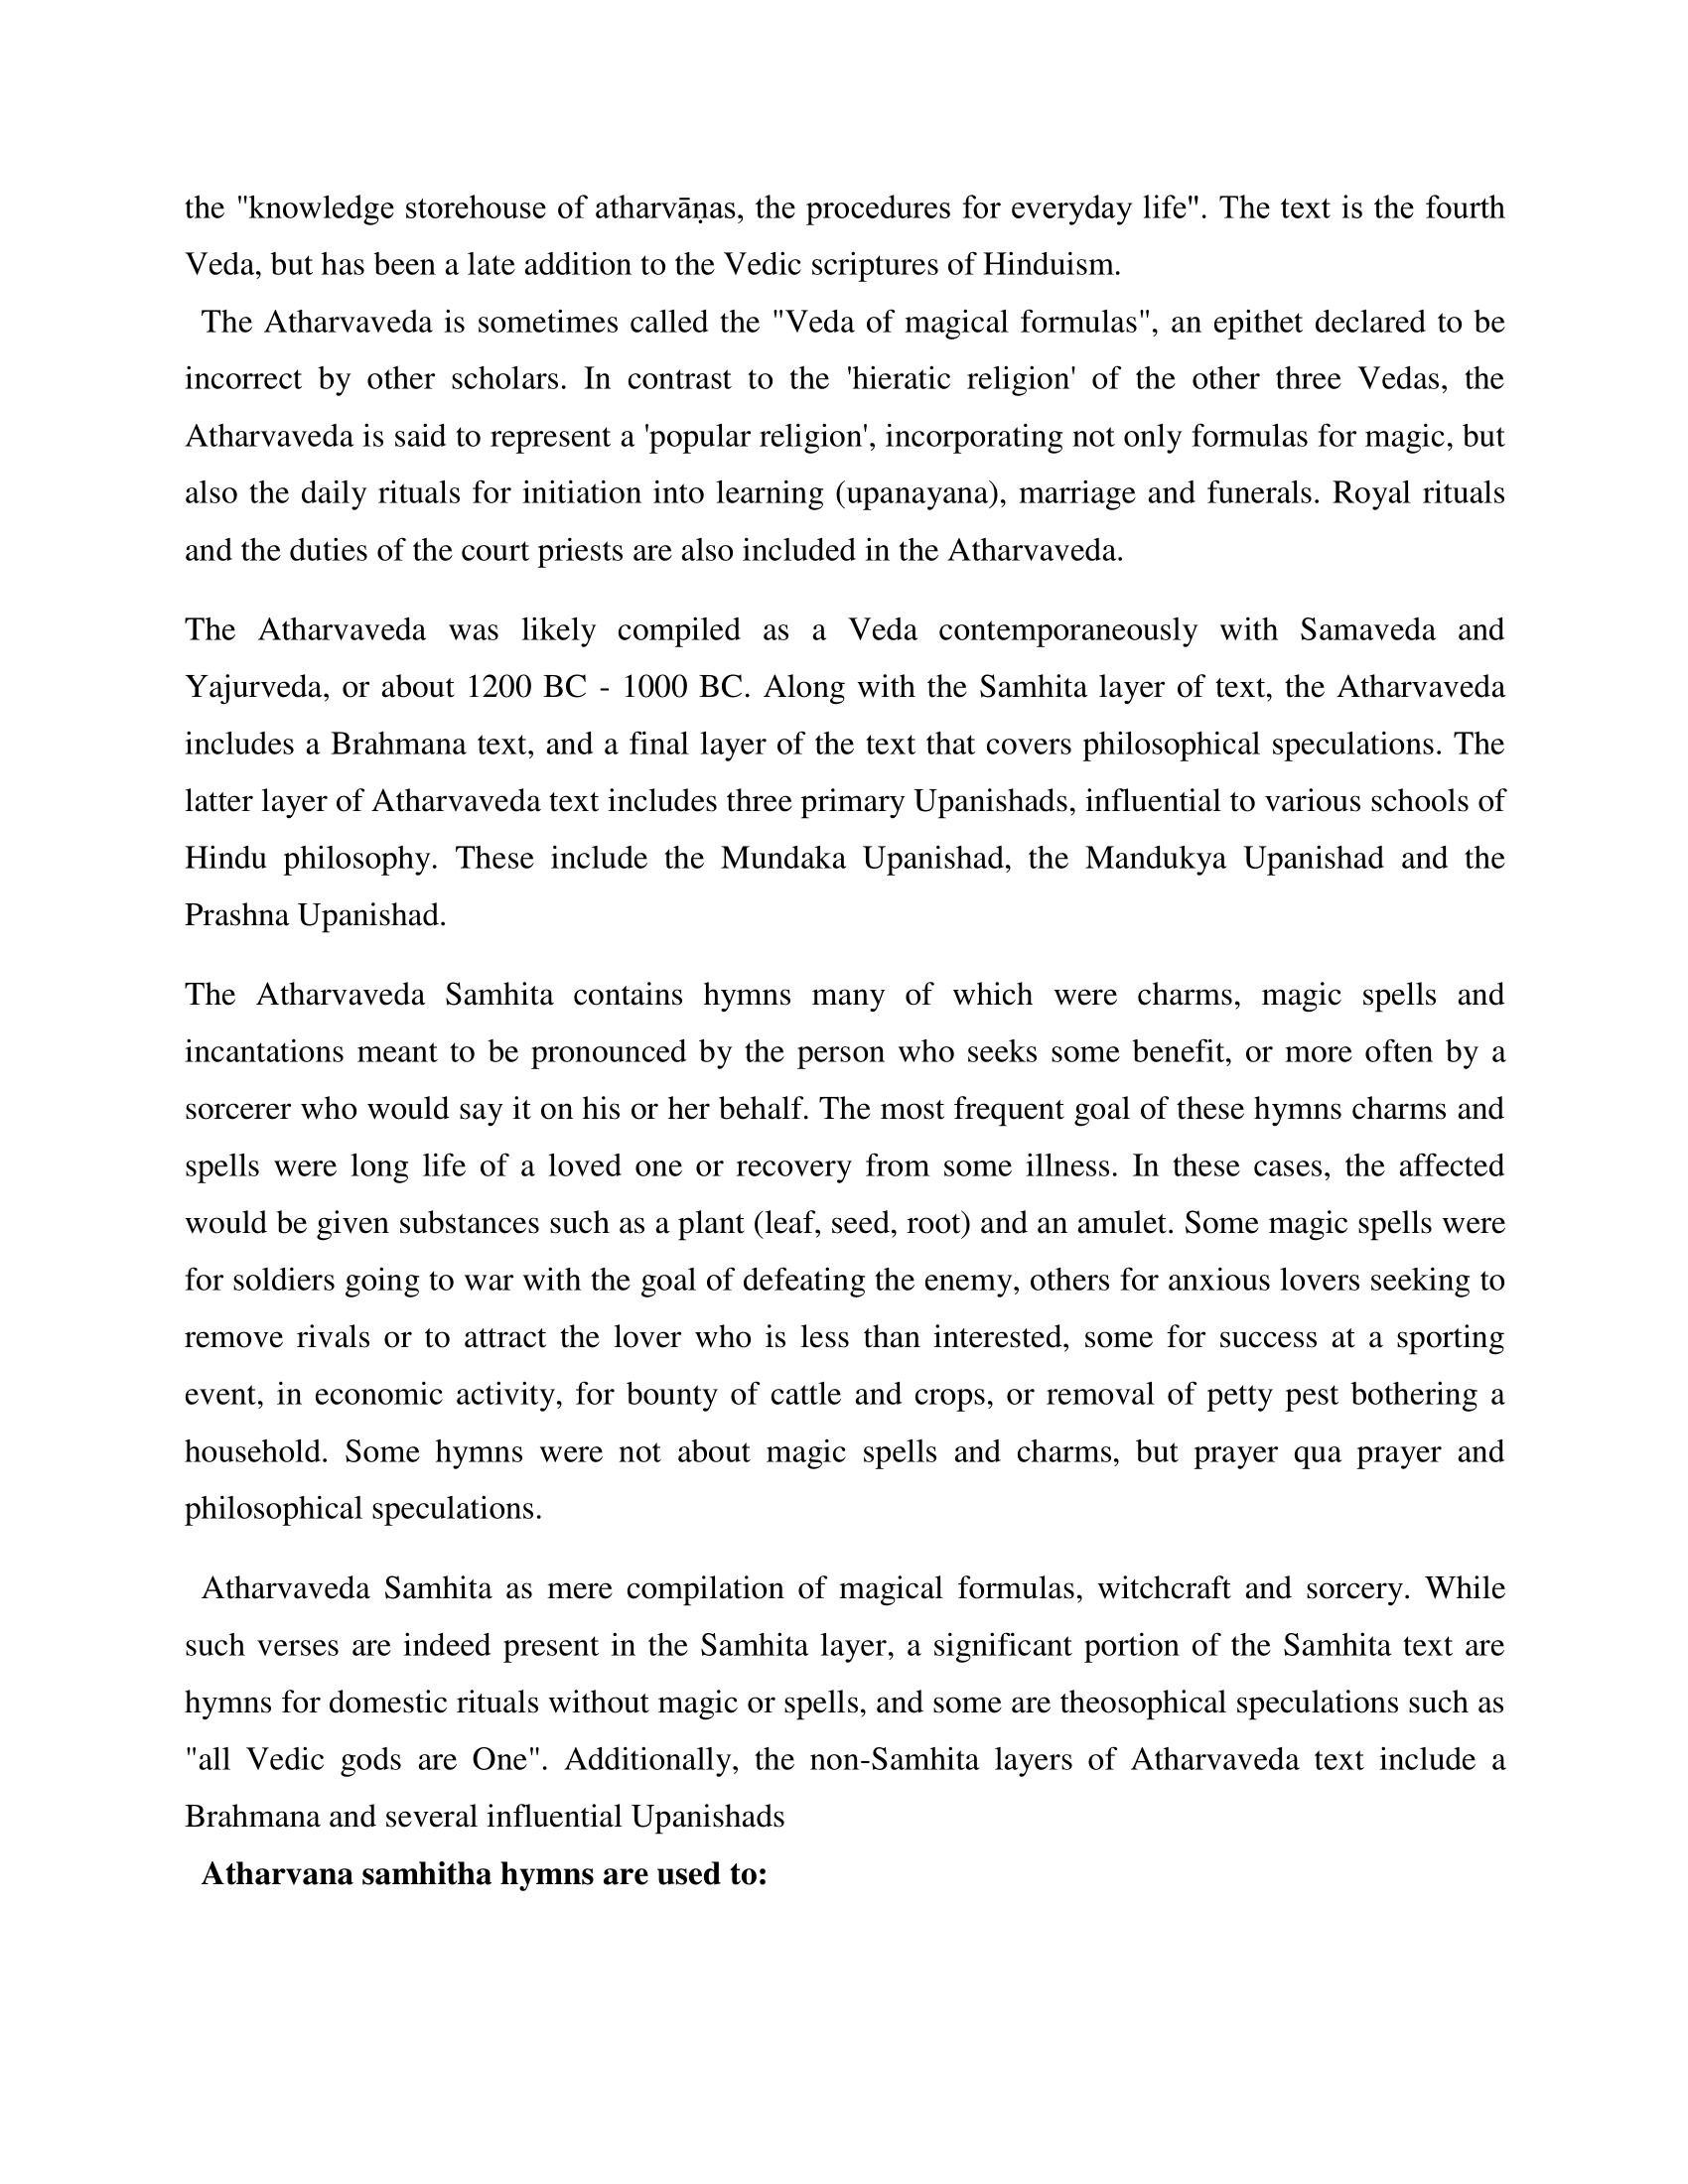 the "knowledge storehouse of atharvāṇas, the procedures for everyday life". The text is the fourth
Veda, but has been a late addition to the Vedic scriptures of Hinduism.
The Atharvaveda is sometimes called the "Veda of magical formulas", an epithet declared to be
incorrect by other scholars. In contrast to the 'hieratic religion' of the other three Vedas, the
Atharvaveda is said to represent a 'popular religion', incorporating not only formulas for magic, but
also the daily rituals for initiation into learning (upanayana), marriage and funerals. Royal rituals
and the duties of the court priests are also included in the Atharvaveda.
The Atharvaveda was likely compiled as a Veda contemporaneously with Samaveda and
Yajurveda, or about 1200 BC - 1000 BC. Along with the Samhita layer of text, the Atharvaveda
includes a Brahmana text, and a final layer of the text that covers philosophical speculations. The
latter layer of Atharvaveda text includes three primary Upanishads, influential to various schools of
Hindu philosophy. These include the Mundaka Upanishad, the Mandukya Upanishad and the
Prashna Upanishad.
The Atharvaveda Samhita contains hymns many of which were charms, magic spells and
incantations meant to be pronounced by the person who seeks some benefit, or more often by a
sorcerer who would say it on his or her behalf. The most frequent goal of these hymns charms and
spells were long life of a loved one or recovery from some illness. In these cases, the affected
would be given substances such as a plant (leaf, seed, root) and an amulet. Some magic spells were
for soldiers going to war with the goal of defeating the enemy, others for anxious lovers seeking to
remove rivals or to attract the lover who is less than interested, some for success at a sporting
event, in economic activity, for bounty of cattle and crops, or removal of petty pest bothering a
household. Some hymns were not about magic spells and charms, but prayer qua prayer and
philosophical speculations.
Atharvaveda Samhita as mere compilation of magical formulas, witchcraft and sorcery. While
such verses are indeed present in the Samhita layer, a significant portion of the Samhita text are
hymns for domestic rituals without magic or spells, and some are theosophical speculations such as
"all Vedic gods are One". Additionally, the non-Samhita layers of Atharvaveda text include a
Brahmana and several influential Upanishads
Atharvana samhitha hymns are used to: